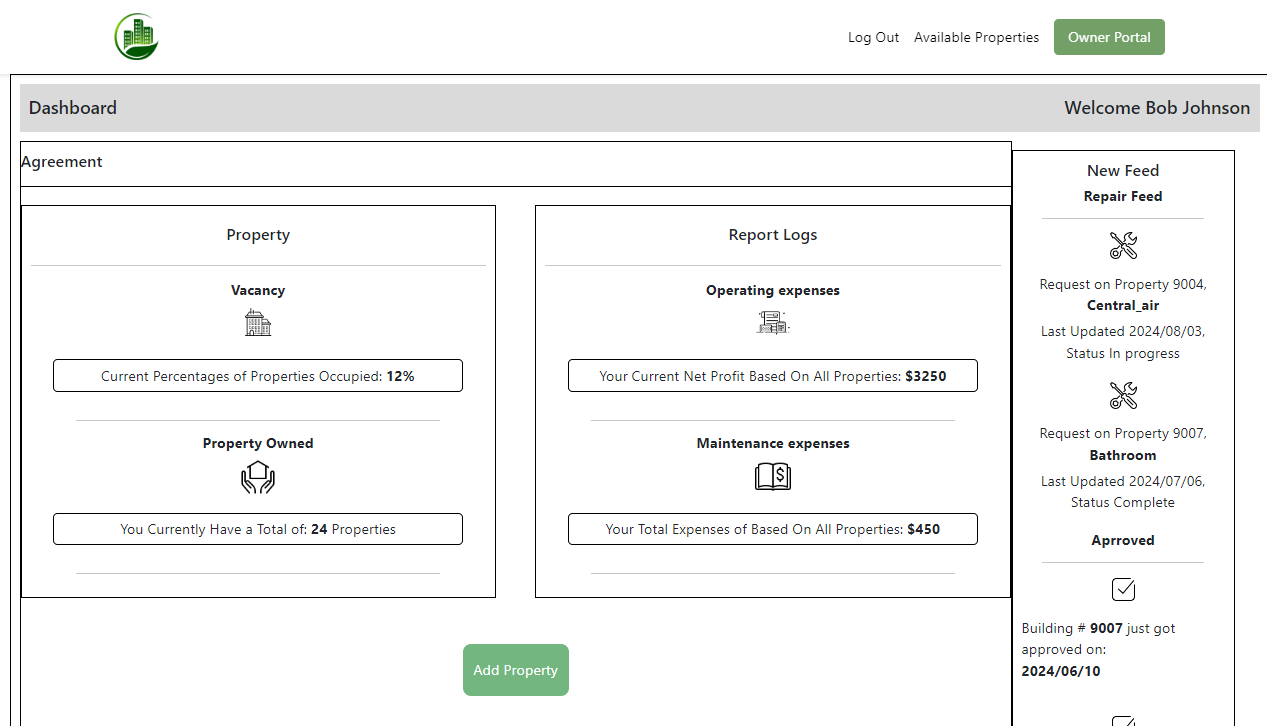 Log Out Available Properties Owner Portal
Dashboard Welcome Bob Johnson
Agreement
Property
Vacancy
Current Percentages of Properties Occupied: 12%
Property Owned
You Currently Have a Total of: 24 Properties
Report Logs
Operating expenses
Your Current Net Profit Based On All Properties: $3250
Maintenance expenses
Your Total Expenses of Based On All Properties: $450
Add Property
New Feed
Repair Feed
Request on Property 9004,
Central_air
Last Updated 2024/08/03,
Status In progress
Request on Property 9007,
Bathroom
Last Updated 2024/07/06,
Status Complete
Aprroved
Building # 9007 just got
approved on:
2024/06/10